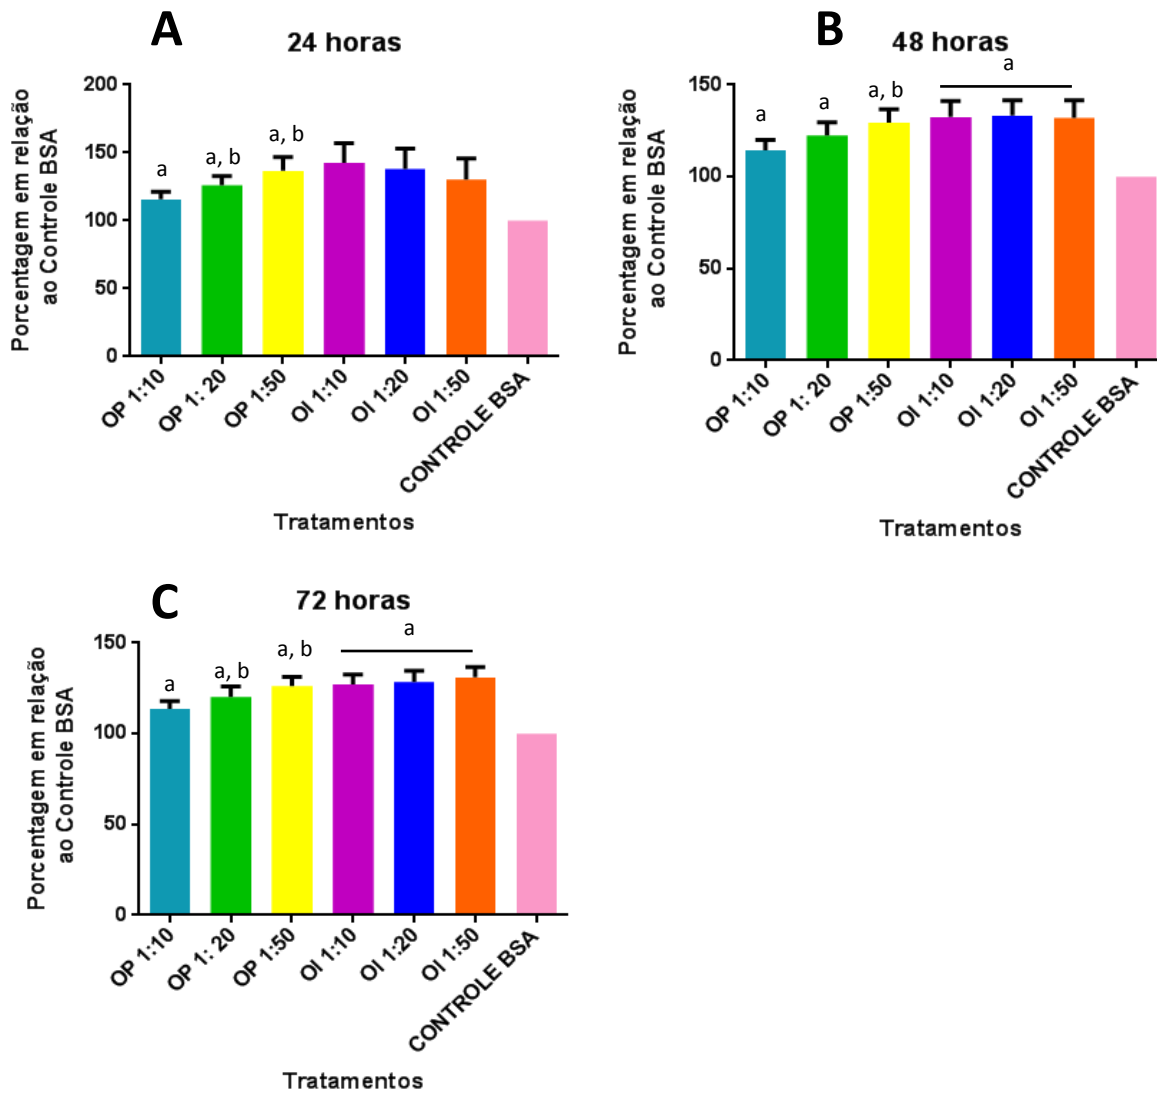 A
24 horas
Porcentagem em relação
ao Controle BSA
200
150
100
50
0
a
a, b
a, b
OP 1:10
OP 1: 20
OP 1:50
OI 1:10
OI 1:20
OI 1:50
CONTROLE BSA
Tratamentos
B
48 horas
Porcentagem em relação
ao Controle BSA
150
100
50
0
a
a
a, b
a
OP 1:10
OP 1: 20
OP 1:50
OI 1:10
OI 1:20
OI 1:50
CONTROLE BSA
Tratamentos
C
72 horas
Porcentagem em relação
ao Controle BSA
150
100
50
0
a
a, b
a, b
a
OP 1:10
OP 1: 20
OP 1:50
OI 1:10
OI 1:20
OI 1:50
CONTROLE BSA
Tratamentos